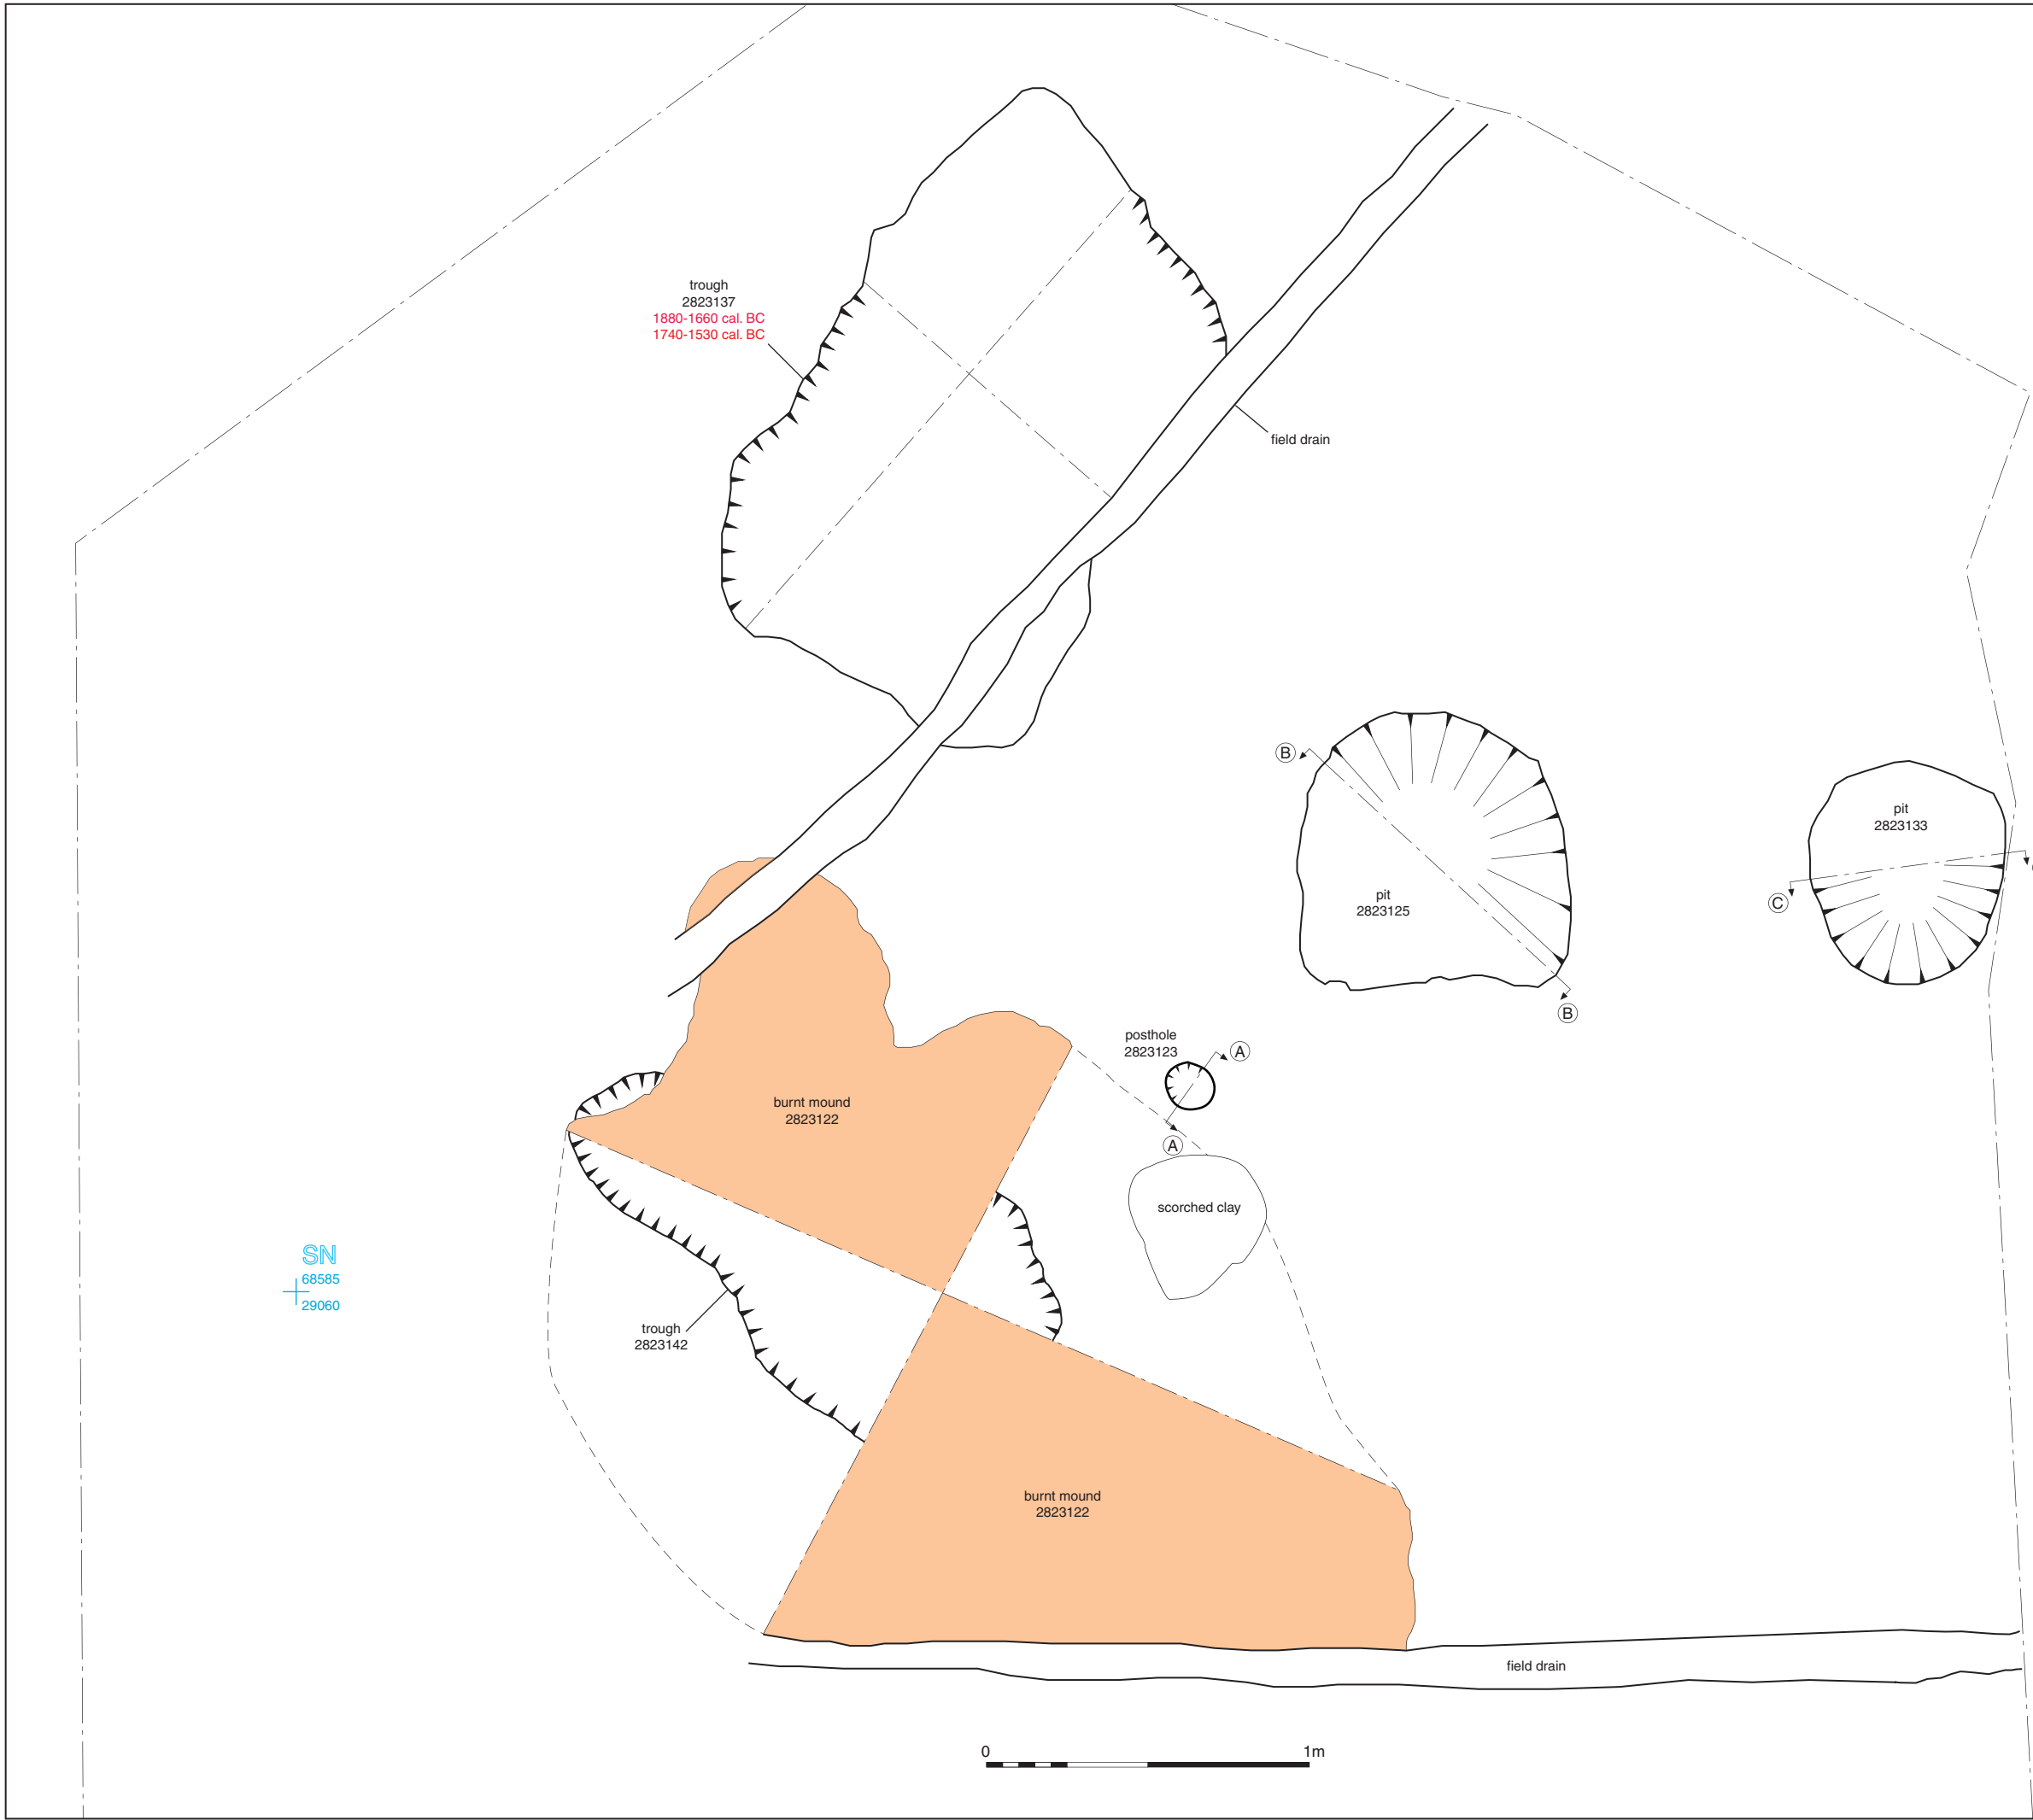 trough
2823137
1880-1660 cal. BC
1740-1530 cal. BC
field drain
B
pit
2823125
B
pit
2823133
C
posthole
2823123
A
A
burnt mound
2823122
scorched clay
SN
68585
29060
trough
2823142
burnt mound
2823122
field drain
0
1m